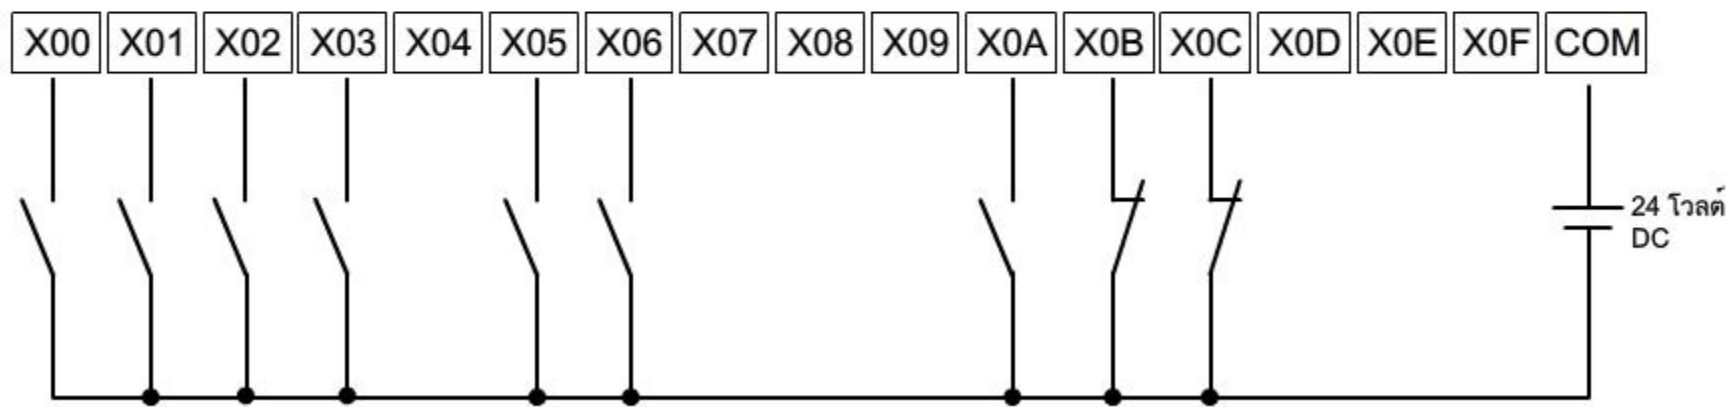 X00 X01 X02 X03 X04 X05 X06 X07 X08 X09 X0A X0B X0C X0D X0E X0F COM
24 โวลต์
DC